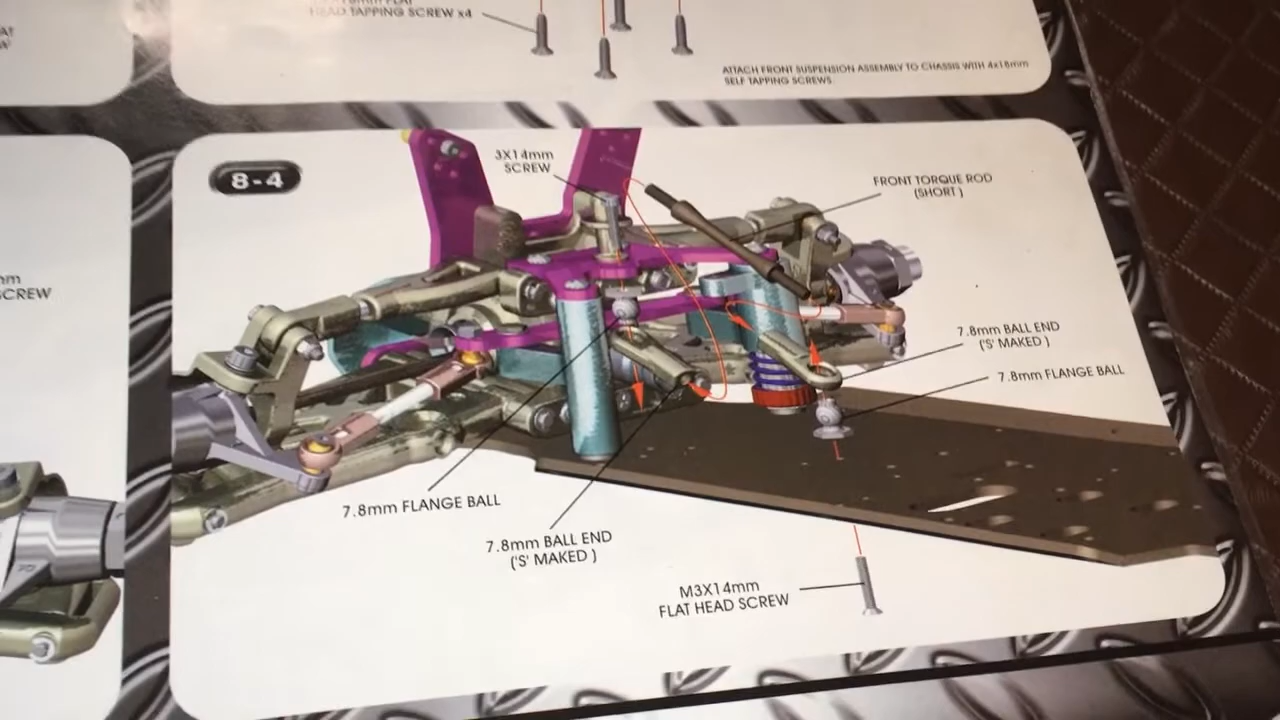 HEAD TAPPING SCREW x4
ATTACH FRONT SUSPENSION ASSEMBLY TO CHASSIS WITH 4x18mm
SELF TAPPING SCREWS.
8-4
3X14mm
SCREW
FRONT TORQUE ROD
(SHORT )
7.8mm BALL END
('S' MAKED )
7.8mm FLANGE BALL
7.8mm FLANGE BALL
7.8mm BALL END
('S' MAKED )
M3X14mm
FLAT HEAD SCREW
mm
SCREW